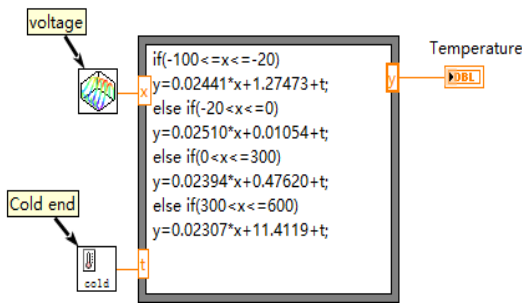 voltage
Temperature
x
y
DBL
if(-100<=x<=-20)
y=0.02441*x+1.27473+t;
else if(-20<x<=0)
y=0.02510*x+0.01054+t;
else if(0<x<=300)
y=0.02394*x+0.47620+t;
else if(300<x<=600)
y=0.02307*x+11.4119+t;
Cold end
cold
t